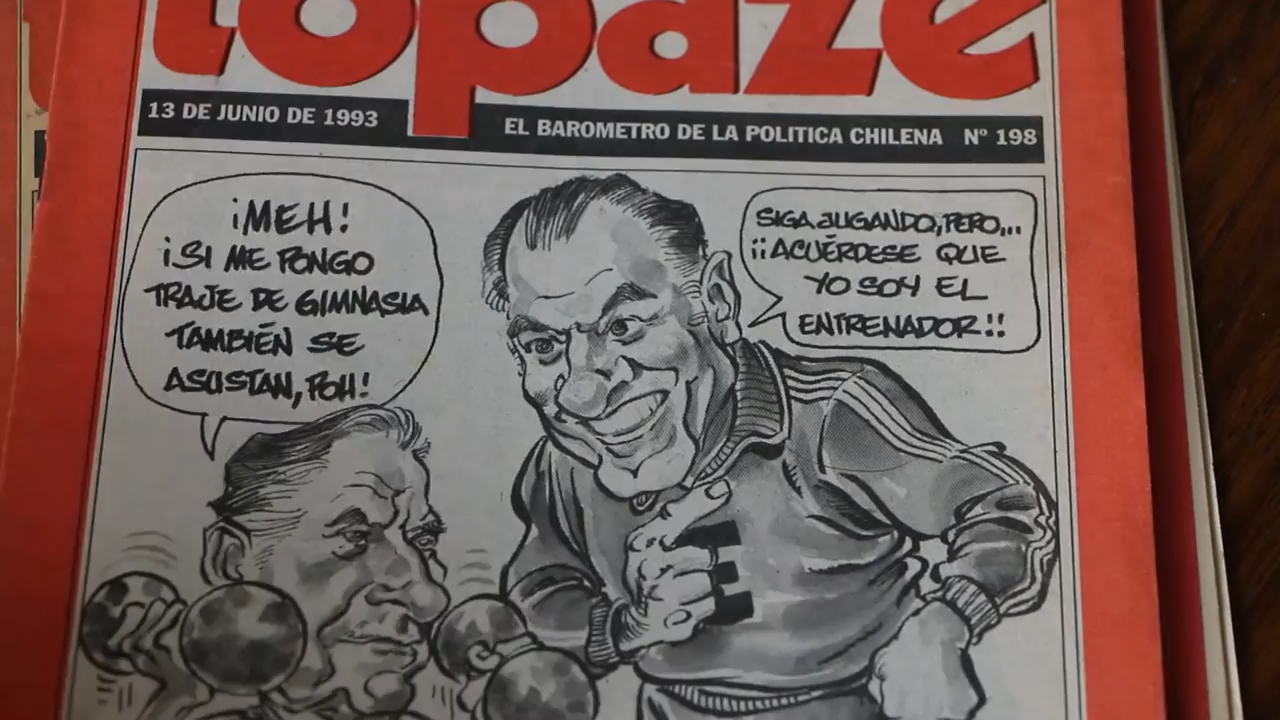 topaze
13 DE JUNIO DE 1993
EL BAROMETRO DE LA POLITICA CHILENA Nº 198
¡MEH!
¡SI ME PONGO
TRAJE DE GIMNASIA
TAMBIÉN SE
ASUSTAN, POH!
SIGA JUGANDO, PERO...
¡¡ACUÉRDESE QUE
YO SOY EL
ENTRENADOR!!
E